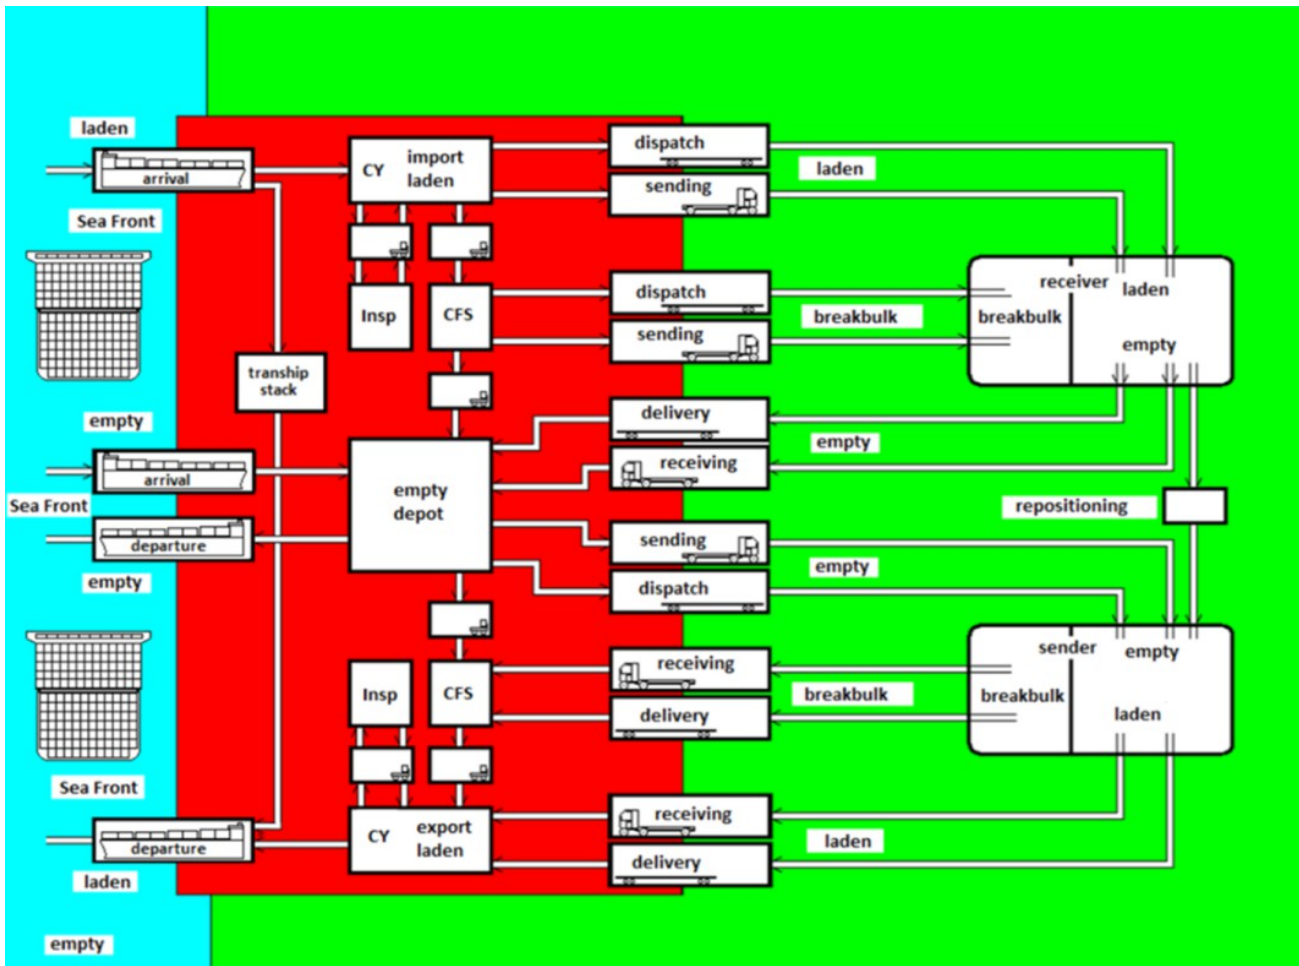 laden
arrival
Sea Front
CY
import
laden
dispatch
sending
laden
Insp
CFS
dispatch
sending
breakbulk
receiver
laden
breakbulk
empty
tranship
stack
empty
arrival
Sea Front
departure
empty
empty
depot
delivery
receiving
empty
repositioning
sending
dispatch
empty
Insp
CFS
receiving
delivery
breakbulk
sender
empty
breakbulk
laden
Sea Front
departure
laden
CY
export
laden
receiving
delivery
laden
empty